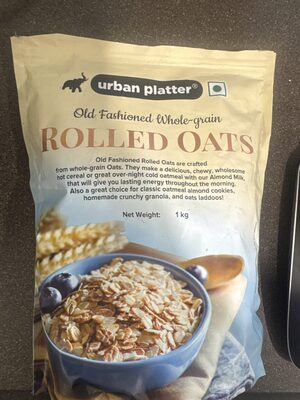 urban platter®
Old Fashioned Whole-grain
ROLLED OATS
Old Fashioned Rolled Oats are crafted
from whole-grain Oats. They make a delicious, chewy, wholesome
hot cereal or great over-night cold oatmeal with our Almond Milk,
that will give you lasting energy throughout the morning.
Also a great choice for classic oatmeal almond cookies,
homemade crunchy granola, and oats laddoos!
Net Weight: 1 kg